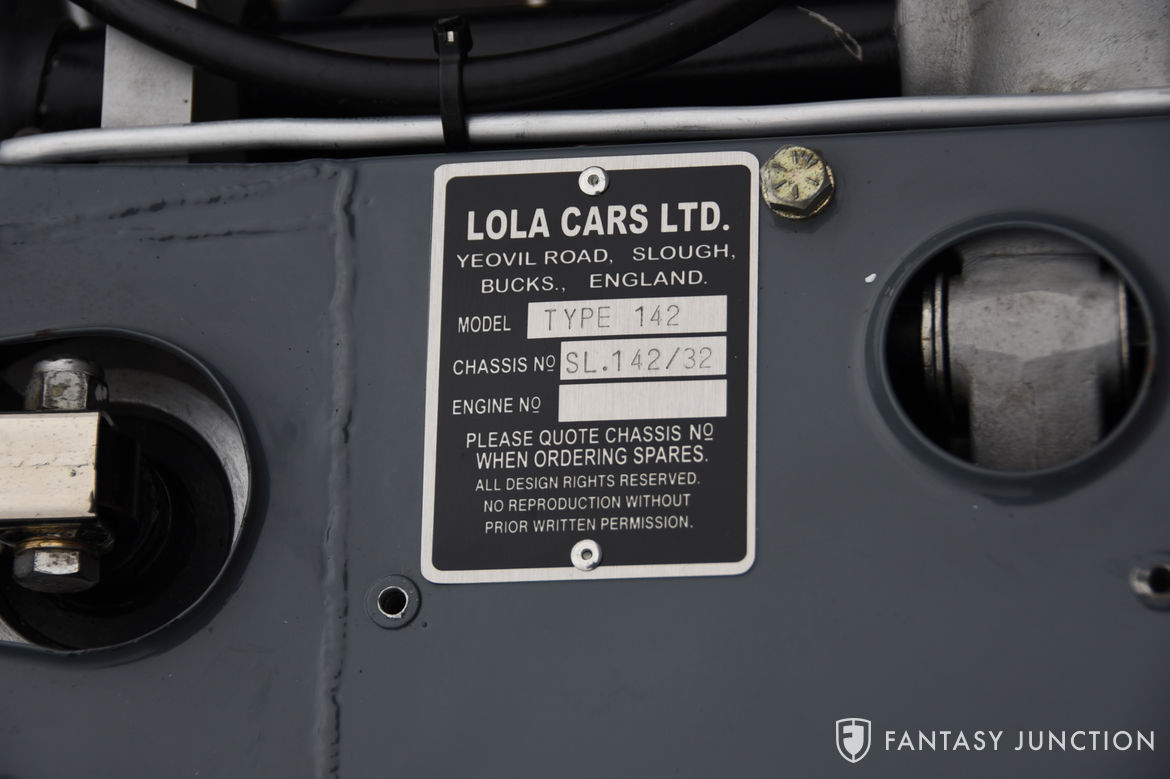 LOLA CARS LTD.
YEOVIL ROAD, SLOUGH,
BUCKS., ENGLAND.
MODEL TYPE 142
CHASSIS Nº SL.142/32
ENGINE Nº
PLEASE QUOTE CHASSIS Nº
WHEN ORDERING SPARES.
ALL DESIGN RIGHTS RESERVED.
NO REPRODUCTION WITHOUT
PRIOR WRITTEN PERMISSION.
FANTASY JUNCTION